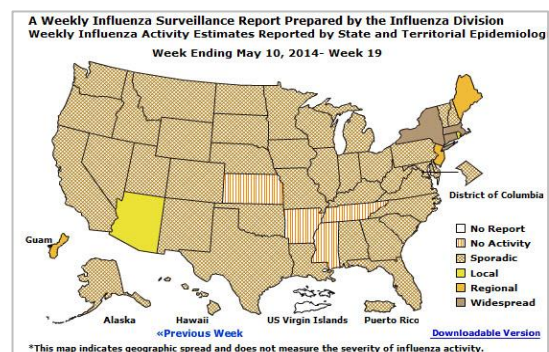 A Weekly Influenza Surveillance Report Prepared by the Influenza Division
Weekly Influenza Activity Estimates Reported by State and Territorial Epidemiolog
Week Ending May 10, 2014- Week 19
District of Columbia
No Report
No Activity
Sporadic
Local
Regional
Widespread
Guam
Alaska
Hawaii
US Virgin Islands
Puerto Rico
«Previous Week
Downloadable Version
*This map indicates geographic spread and does not measure the severity of influenza activity.